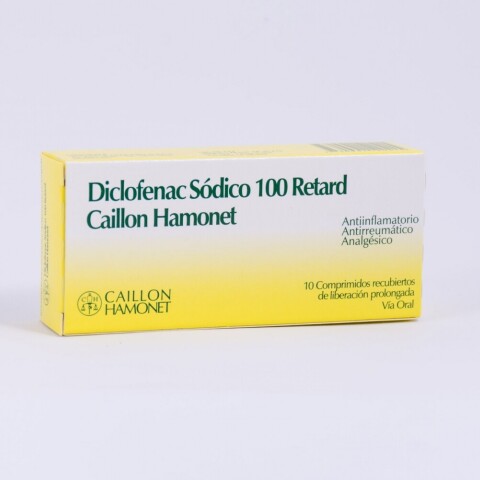 Diclofenac Sódico 100 Retard
Caillon Hamonet
Antiinflamatorio
Antirreumático
Analgésico
10 Comprimidos recubiertos
de liberación prolongada
Vía Oral
CAILLON
HAMONET